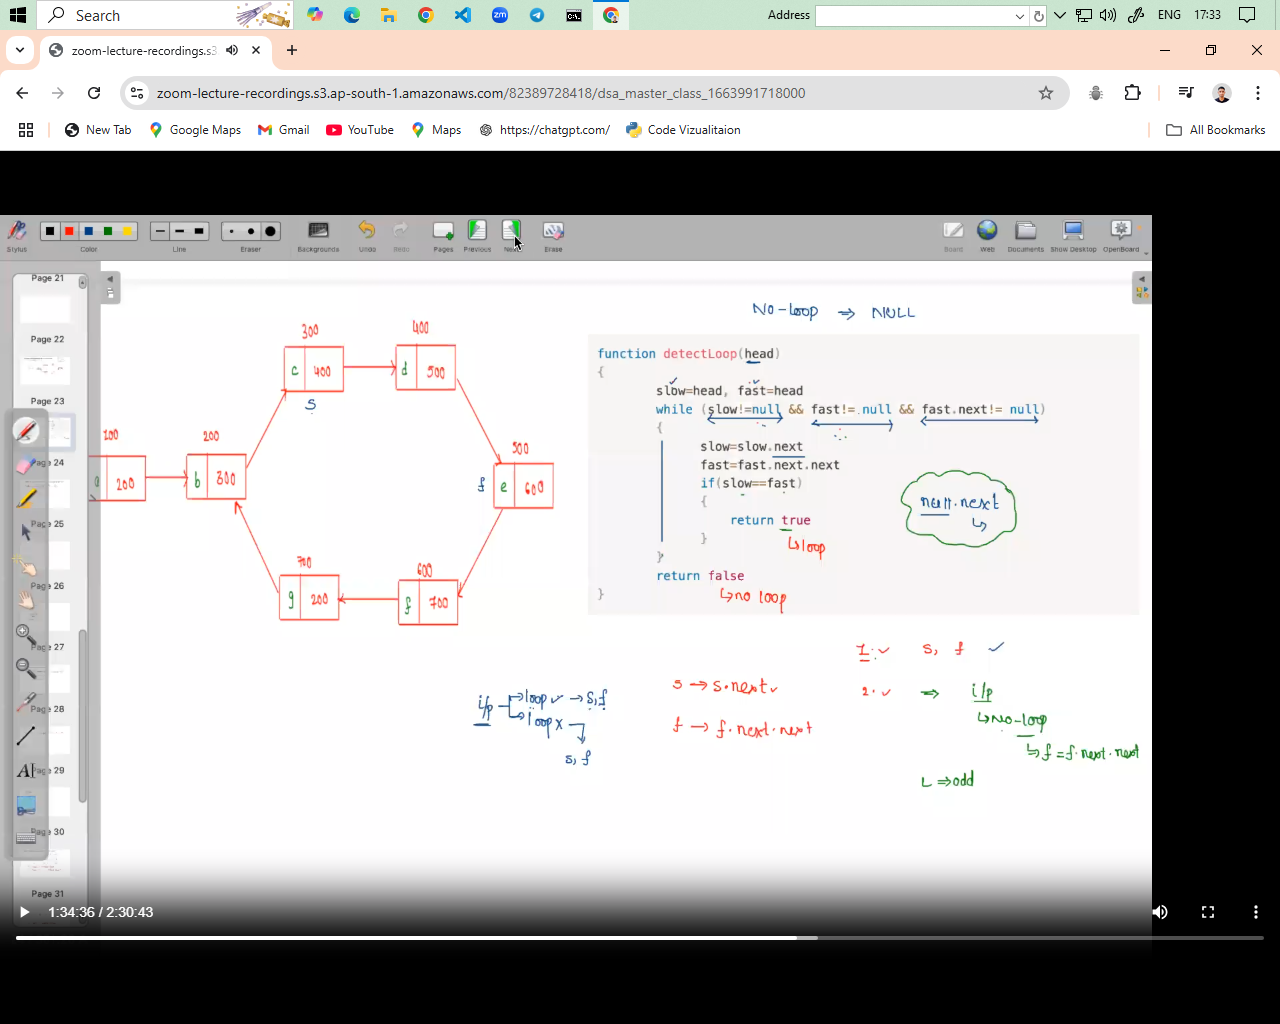 Search
Address
ENG
17:33
zoom-lecture-recordings.s3
zoom-lecture-recordings.s3.ap-south-1.amazonaws.com/82389728418/dsa_master_class_1663991718000
New Tab
Google Maps
Gmail
YouTube
Maps
https://chatgpt.com/
Code Vizualitaion
All Bookmarks
Stylus
Color
Line
Eraser
Backgrounds
Undo
Redo
Pages
Previous
Erase
Board
Web
Documents
Show Desktop
OpenBoard
Page 21
Page 22
Page 23
Page 24
Page 25
Page 26
Page 27
Page 28
Page 29
Page 30
Page 31
300
400
c 400
d 500
S
100
200
500
a 200
b 300
f
e 600
700
600
g 200
f 700
No-loop ⇒ NULL
function detectLoop(head)
{
slow=head, fast=head
while (slow!=null && fast!= null && fast.next!= null)
{
slow=slow.next
fast=fast.next.next
if(slow==fast)
{
return true
}
↳loop
}
return false
↳no loop
}
null.next
i/p
loop ✓ → s,f
loop x
s, f
s → s.next ✓
f → f.next.next
1. ✓ s, f ✓
2. ✓ ⇒ i/p
↳No-loop
↳ f = f.next.next
L ⇒ odd
1:34:36 / 2:30:43